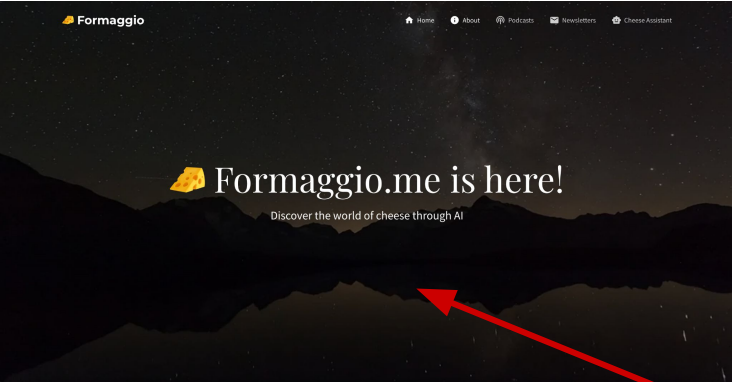 Formaggio
Home About Podcasts Newsletters Cheese Assistant
Formaggio.me is here!
Discover the world of cheese through AI